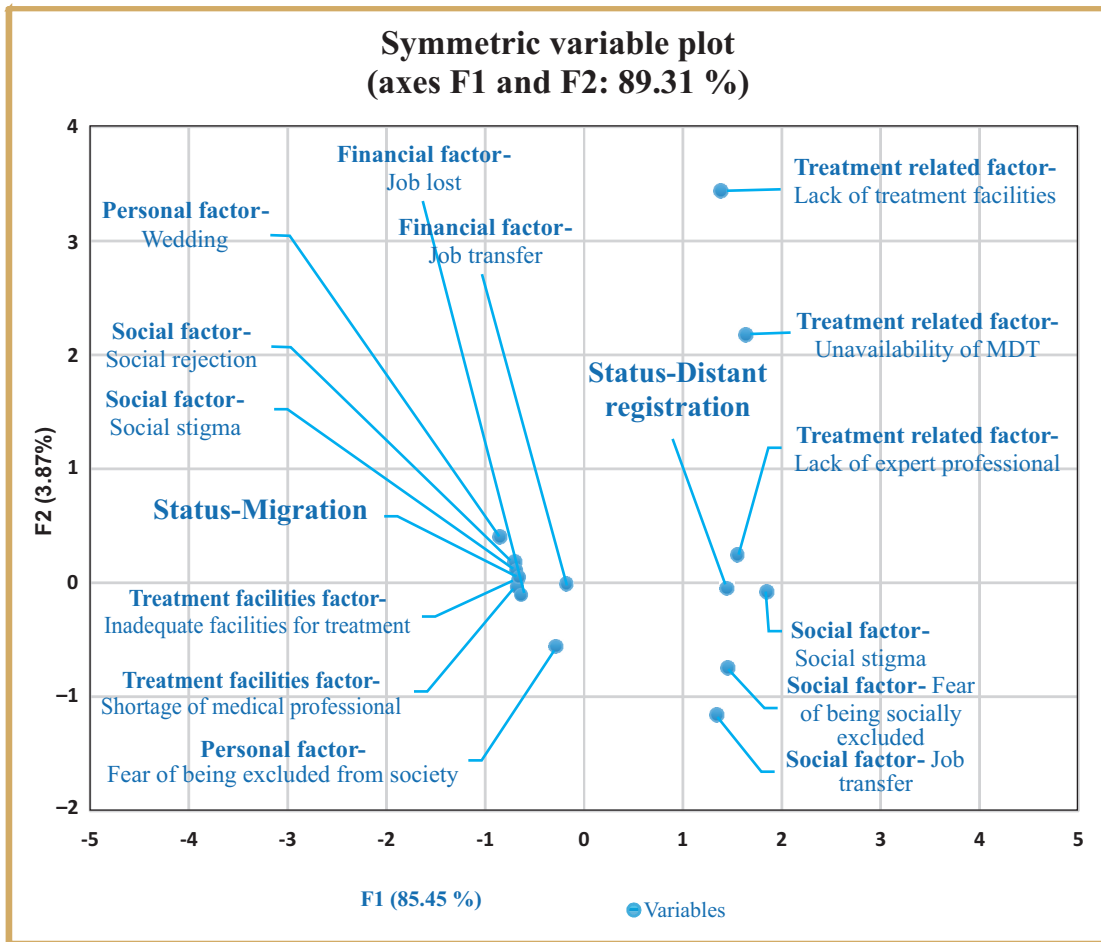 Symmetric variable plot
(axes F1 and F2: 89.31 %)
4
3
2
1
0
–1
–2
F2 (3.87%)
Financial factor-
Job lost
Personal factor-
Wedding
Financial factor-
Job transfer
Social factor-
Social rejection
Social factor-
Social stigma
Status-Migration
Treatment facilities factor-
Inadequate facilities for treatment
Treatment facilities factor-
Shortage of medical professional
Personal factor-
Fear of being excluded from society
Treatment related factor-
Lack of treatment facilities
Treatment related factor-
Unavailability of MDT
Status-Distant
registration
Treatment related factor-
Lack of expert professional
Social factor-
Social stigma
Social factor- Fear
of being socially
excluded
Social factor- Job
transfer
-5 -4 -3 -2 -1 0 1 2 3 4 5
F1 (85.45 %)
Variables